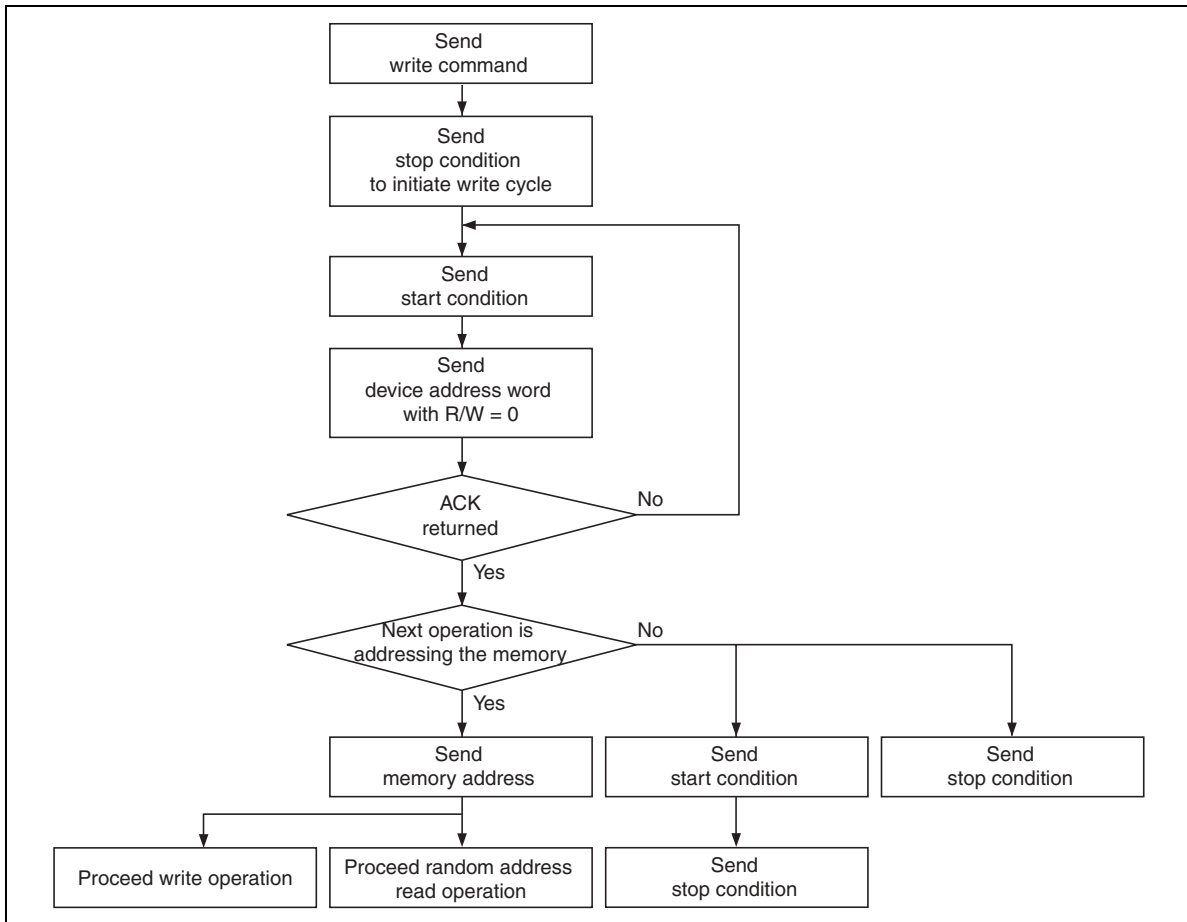 Send
write command
Send
stop condition
to initiate write cycle
Send
start condition
Send
device address word
with R/W = 0
ACK
returned
No
Yes
Next operation is
addressing the memory
No
Yes
Send
memory address
Send
start condition
Send
stop condition
Proceed write operation
Proceed random address
read operation
Send
stop condition